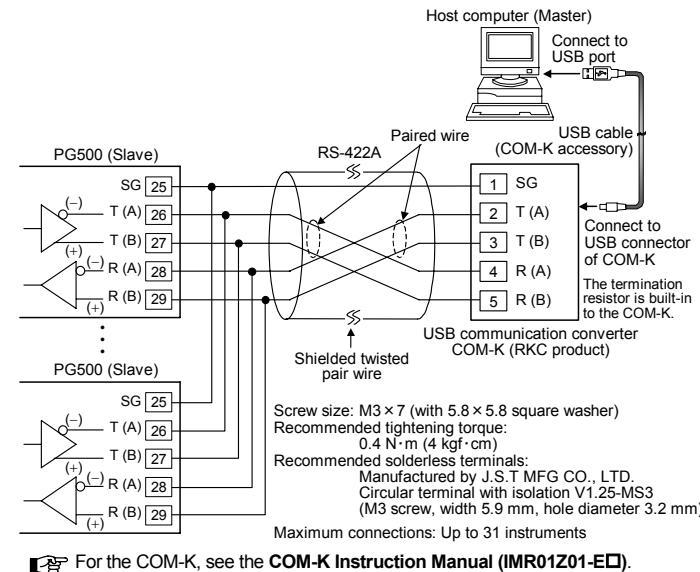 Host computer (Master)
Connect to
USB port
Paired wire
RS-422A
USB cable
(COM-K accessory)
PG500 (Slave)
SG 25
(−) T (A) 26
T (B) 27
(+)
(−) R (A) 28
R (B) 29
(+)
1 SG
2 T (A)
3 T (B)
4 R (A)
5 R (B)
Connect to
USB connector
of COM-K
The termination
resistor is built-in
to the COM-K.
USB communication converter
COM-K (RKC product)
Shielded twisted
pair wire
PG500 (Slave)
SG 25
(−) T (A) 26
T (B) 27
(+)
(−) R (A) 28
R (B) 29
(+)
Screw size: M3 × 7 (with 5.8 × 5.8 square washer)
Recommended tightening torque:
0.4 N·m (4 kgf·cm)
Recommended solderless terminals:
Manufactured by J.S.T MFG CO., LTD.
Circular terminal with isolation V1.25-MS3
(M3 screw, width 5.9 mm, hole diameter 3.2 mm)
Maximum connections: Up to 31 instruments
For the COM-K, see the COM-K Instruction Manual (IMR01Z01-E□).